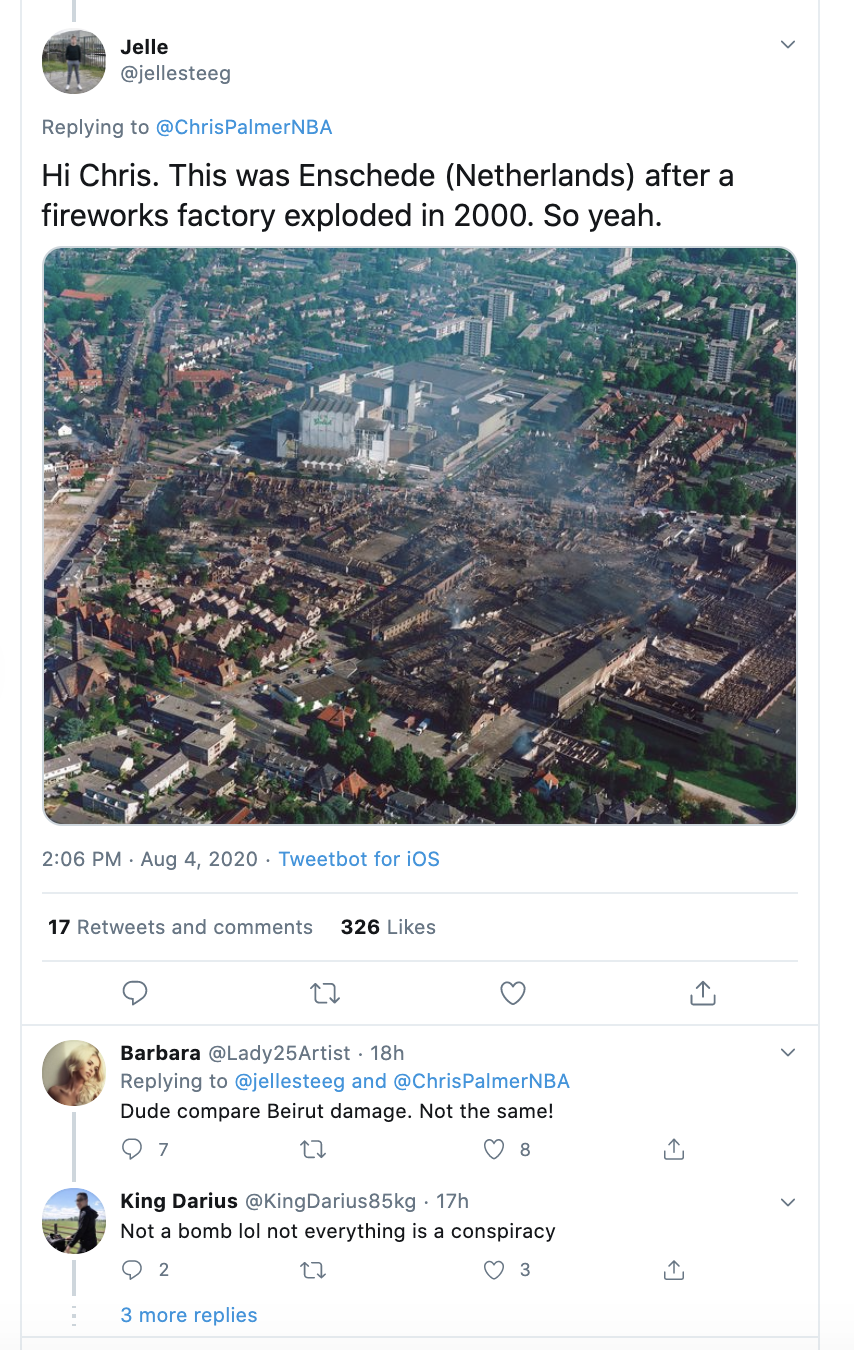 Jelle
@jellesteeg
Replying to @ChrisPalmerNBA
Hi Chris. This was Enschede (Netherlands) after a
fireworks factory exploded in 2000. So yeah.
2:06 PM · Aug 4, 2020 · Tweetbot for iOS
17 Retweets and comments 326 Likes
Barbara @Lady25Artist · 18h
Replying to @jellesteeg and @ChrisPalmerNBA
Dude compare Beirut damage. Not the same!
7 8
King Darius @KingDarius85kg · 17h
Not a bomb lol not everything is a conspiracy
2 3
3 more replies